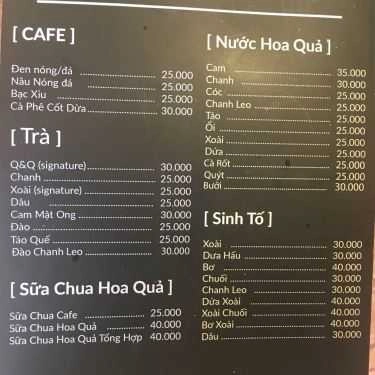 [ CAFE ]
Đen nóng/đá 25.000
Nâu Nóng đá 25.000
Bạc Xỉu 25.000
Cà Phê Cốt Dừa 30.000
[ Trà ]
Q&Q (signature) 30.000
Chanh 25.000
Xoài (signature) 25.000
Dâu 25.000
Cam Mật Ong 30.000
Đào 25.000
Táo Quế 25.000
Đào Chanh Leo 30.000
[ Sữa Chua Hoa Quả ]
Sữa Chua Cafe 25.000
Sữa Chua Hoa Quả 40.000
Sữa Chua Hoa Quả Tổng Hợp 40.000
[ Nước Hoa Quả ]
Cam 35.000
Chanh 30.000
Cóc 25.000
Chanh Leo 25.000
Táo 25.000
Ổi 25.000
Xoài 25.000
Dứa 25.000
Cà Rốt 25.000
Quýt 25.000
Bưởi 30.000
[ Sinh Tố ]
Xoài 30.000
Dưa Hấu 30.000
Bơ 40.000
Chuối 30.000
Chanh Leo 30.000
Dừa Xoài 40.000
Xoài Chuối 40.000
Bơ Xoài 40.000
Dâu 30.000